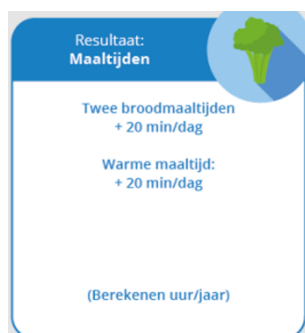 Resultaat:
Maaltijden
Twee broodmaaltijden
+ 20 min/dag
Warme maaltijd:
+ 20 min/dag
(Berekenen uur/jaar)